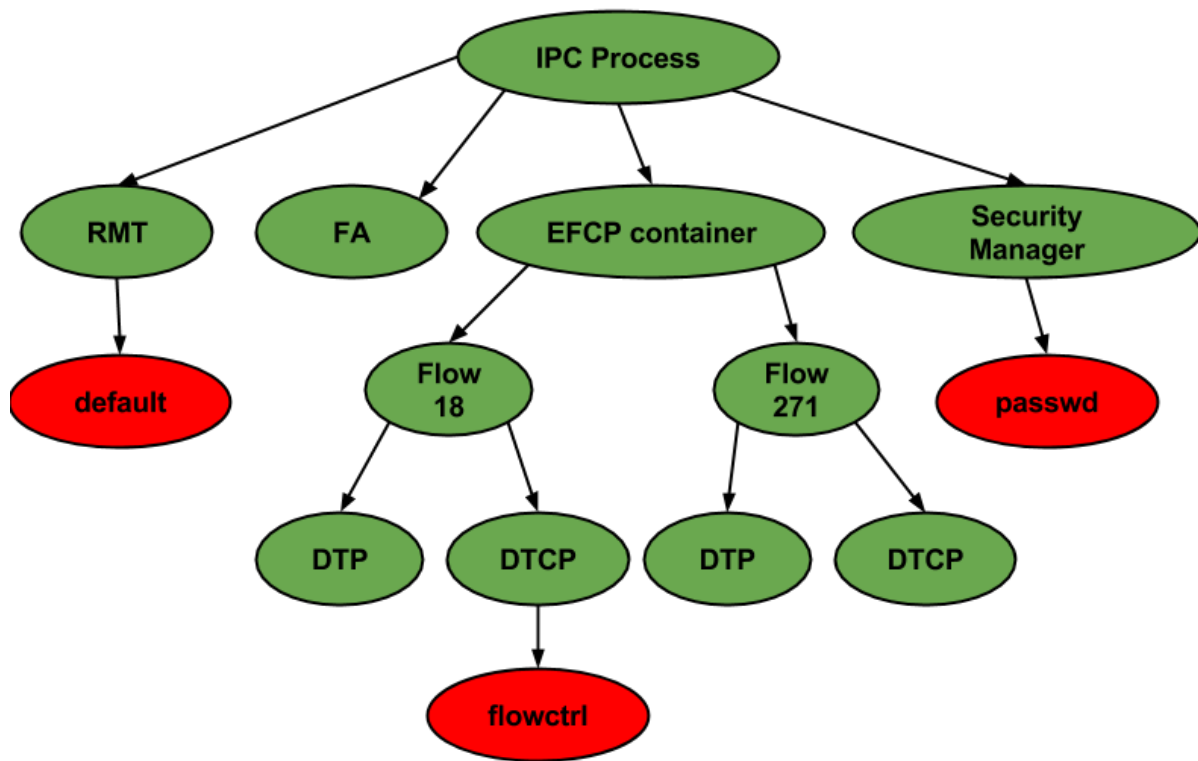 IPC Process
RMT
FA
EFCP container
Security
Manager
default
Flow
18
Flow
271
passwd
DTP
DTCP
DTP
DTCP
flowctrl